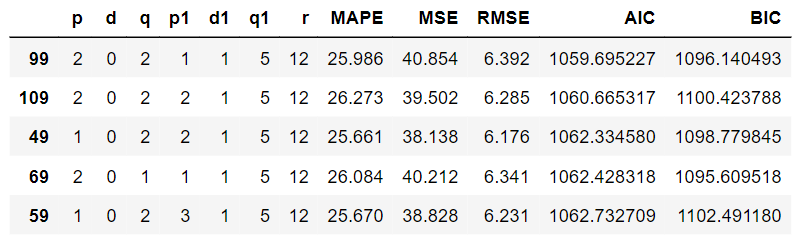 p d q p1 d1 q1 r MAPE MSE RMSE AIC BIC
99 2 0 2 1 1 5 12 25.986 40.854 6.392 1059.695227 1096.140493
109 2 0 2 2 1 5 12 26.273 39.502 6.285 1060.665317 1100.423788
49 1 0 2 2 1 5 12 25.661 38.138 6.176 1062.334580 1098.779845
69 2 0 1 1 1 5 12 26.084 40.212 6.341 1062.428318 1095.609518
59 1 0 2 3 1 5 12 25.670 38.828 6.231 1062.732709 1102.491180